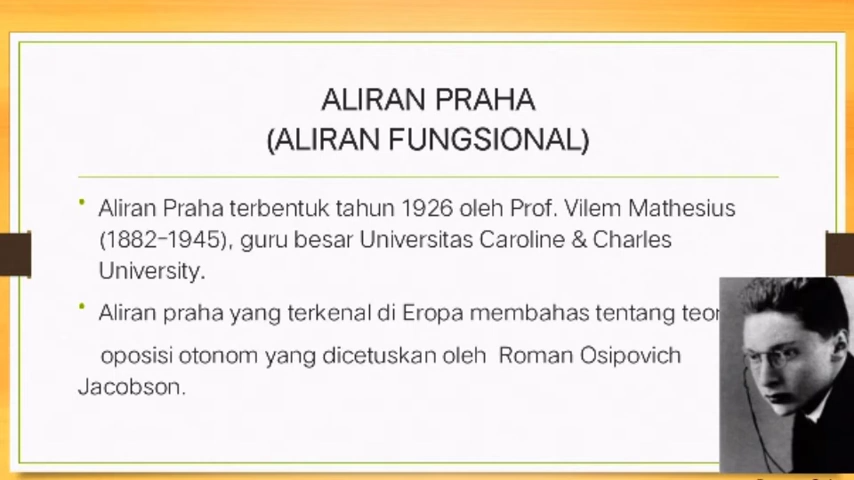 ALIRAN PRAHA
(ALIRAN FUNGSIONAL)
• Aliran Praha terbentuk tahun 1926 oleh Prof. Vilem Mathesius
(1882–1945), guru besar Universitas Caroline & Charles
University.
• Aliran praha yang terkenal di Eropa membahas tentang
oposisi otonom yang dicetuskan oleh Roman Osipovich
Jacobson.